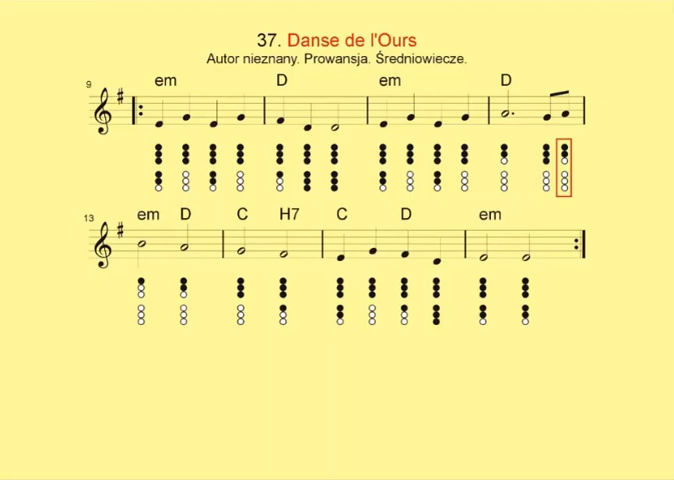 37. Danse de l'Ours
Autor nieznany. Prowansja. Średniowiecze.
9 em D em D
13 em D C H7 C D em